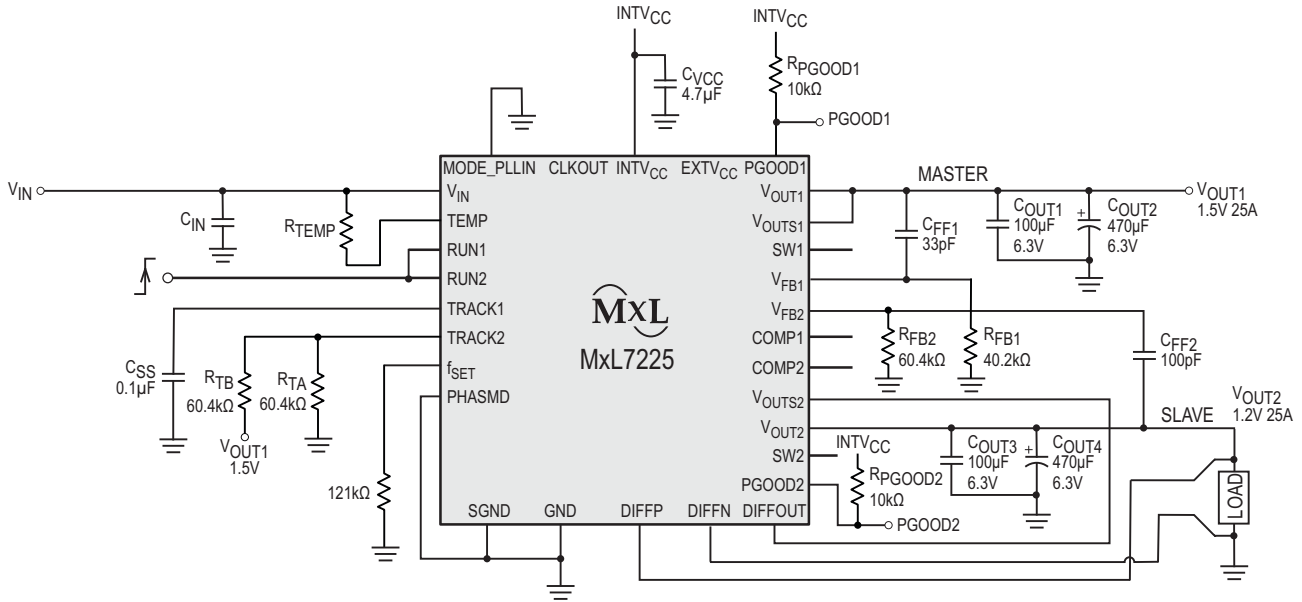 INTVCC
INTVCC
CVCC
4.7µF
RPGOOD1
10kΩ
PGOOD1
MODE_PLLIN CLKOUT INTVCC EXTVCC PGOOD1
VIN
CIN
RTEMP
VIN
TEMP
RUN1
RUN2
TRACK1
TRACK2
fSET
PHASMD
CSS
0.1µF
RTB
60.4kΩ
RTA
60.4kΩ
VOUT1
1.5V
121kΩ
MXL
MxL7225
VOUT1
VOUTS1
SW1
VFB1
VFB2
COMP1
COMP2
VOUTS2
VOUT2
SW2
PGOOD2
SGND GND DIFFP DIFFN DIFFOUT
MASTER
CFF1
33pF
COUT1
100µF
6.3V
+
COUT2
470µF
6.3V
VOUT1
1.5V 25A
RFB2
60.4kΩ
RFB1
40.2kΩ
CFF2
100pF
SLAVE
VOUT2
1.2V 25A
INTVCC
RPGOOD2
10kΩ
PGOOD2
COUT3
100µF
6.3V
+
COUT4
470µF
6.3V
LOAD